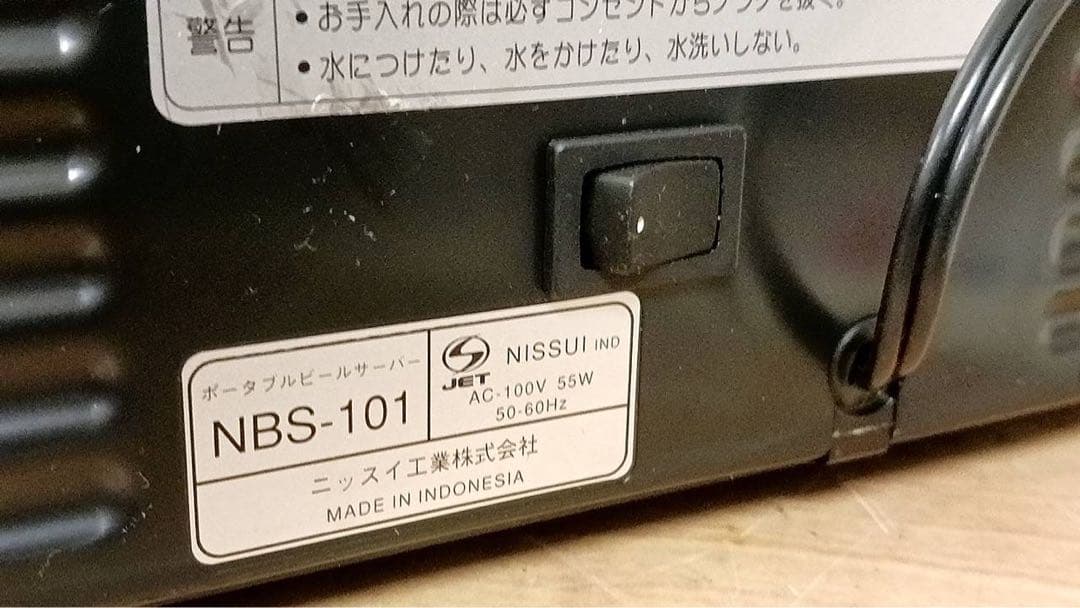 警告
●お手入れの際は必ずコンセントからプラグを抜く。
●水につけたり、水をかけたり、水洗いしない。
ポータブルビールサーバー
NBS-101
JET
NISSUI IND
AC-100V 55W
50-60Hz
ニッスイ工業株式会社
MADE IN INDONESIA